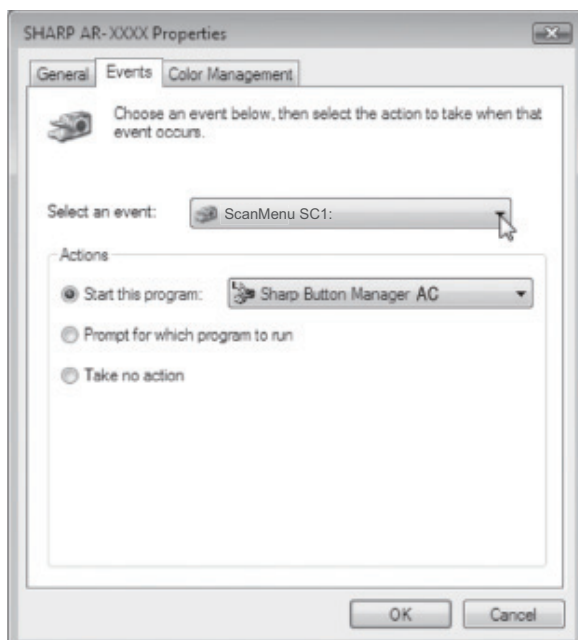 SHARP AR-XXXX Properties
General Events Color Management
Choose an event below, then select the action to take when that
event occurs.
Select an event: ScanMenu SC1:
Actions
Start this program: Sharp Button Manager AC
Prompt for which program to run
Take no action
OK Cancel